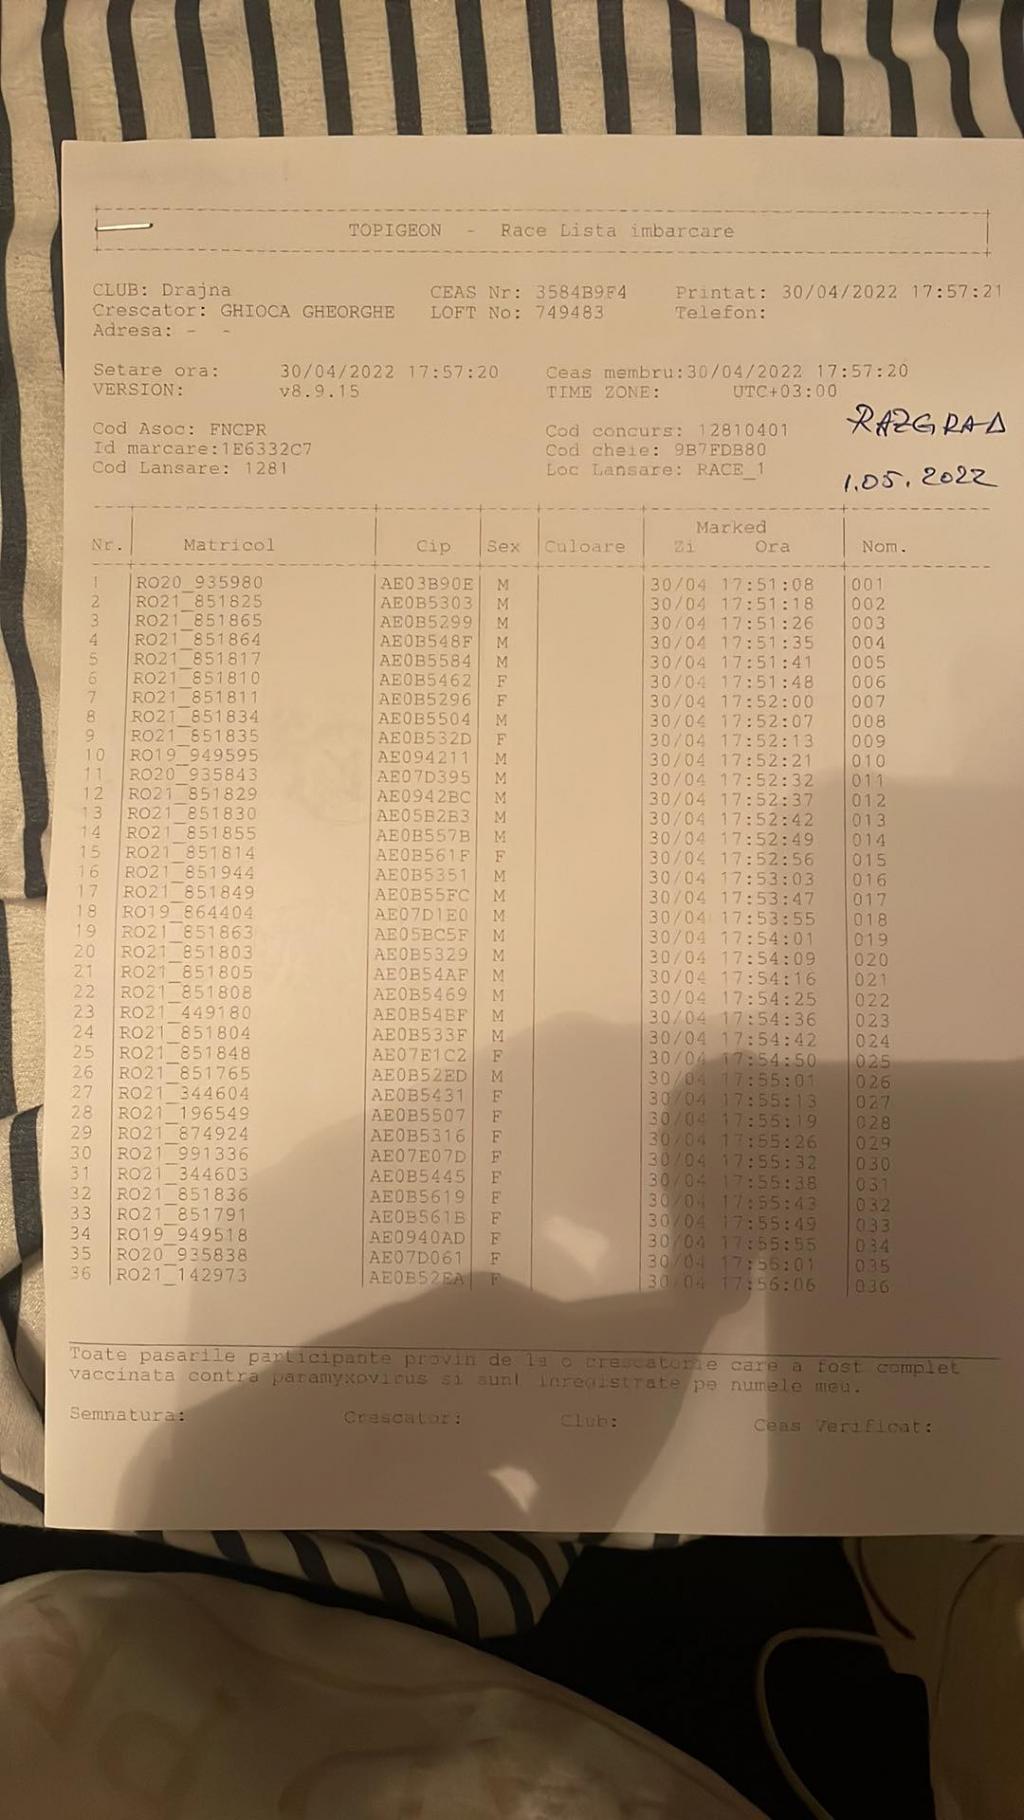 TOPIGEON - Race Lista imbarcare
CLUB: Drajna CEAS Nr: 3584B9F4 Printat: 30/04/2022 17:57:21
Crescator: GHIOCA GHEORGHE LOFT No: 749483 Telefon:
Adresa: - -
Setare ora: 30/04/2022 17:57:20 Ceas membru:30/04/2022 17:57:20
VERSION: v8.9.15 TIME ZONE: UTC+03:00
Cod Asoc: FNCPR Cod concurs: 12810401 RAZGRAD
Id marcare:1E6332C7 Cod cheie: 9B7FDB80
Cod Lansare: 1281 Loc Lansare: RACE_1 1.05.2022
Marked
Nr. Matricol Cip Sex Culoare Zi Ora Nom.
1 RO20_935980 AE03B90E M 30/04 17:51:08 001
2 RO21_851825 AE0B5303 M 30/04 17:51:18 002
3 RO21_851865 AE0B5299 M 30/04 17:51:26 003
4 RO21_851864 AE0B548F M 30/04 17:51:35 004
5 RO21_851817 AE0B5584 M 30/04 17:51:41 005
6 RO21_851810 AE0B5462 F 30/04 17:51:48 006
7 RO21_851811 AE0B5296 F 30/04 17:52:00 007
8 RO21_851834 AE0B5504 M 30/04 17:52:07 008
9 RO21_851835 AE0B532D F 30/04 17:52:13 009
10 RO19_949595 AE094211 M 30/04 17:52:21 010
11 RO20_935843 AE07D395 M 30/04 17:52:32 011
12 RO21_851829 AE0942BC M 30/04 17:52:37 012
13 RO21_851830 AE05B2B3 M 30/04 17:52:42 013
14 RO21_851855 AE0B557B M 30/04 17:52:49 014
15 RO21_851814 AE0B561F F 30/04 17:52:56 015
16 RO21_851944 AE0B5351 M 30/04 17:53:03 016
17 RO21_851849 AE0B55FC M 30/04 17:53:47 017
18 RO19_864404 AE07D1E0 M 30/04 17:53:55 018
19 RO21_851863 AE05BC5F M 30/04 17:54:01 019
20 RO21_851803 AE0B5329 M 30/04 17:54:09 020
21 RO21_851805 AE0B54AF M 30/04 17:54:16 021
22 RO21_851808 AE0B5469 M 30/04 17:54:25 022
23 RO21_449180 AE0B54BF M 30/04 17:54:36 023
24 RO21_851804 AE0B533F M 30/04 17:54:42 024
25 RO21_851848 AE07E1C2 F 30/04 17:54:50 025
26 RO21_851765 AE0B52ED M 30/04 17:55:01 026
27 RO21_344604 AE0B5431 F 30/04 17:55:13 027
28 RO21_196549 AE0B5507 F 30/04 17:55:19 028
29 RO21_874924 AE0B5316 F 30/04 17:55:26 029
30 RO21_991336 AE07E07D F 30/04 17:55:32 030
31 RO21_344603 AE0B5445 F 30/04 17:55:38 031
32 RO21_851836 AE0B5619 F 30/04 17:55:43 032
33 RO21_851791 AE0B561B F 30/04 17:55:49 033
34 RO19_949518 AE0940AD F 30/04 17:55:55 034
35 RO20_935838 AE07D061 F 30/04 17:56:01 035
36 RO21_142973 AE0B52EA F 30/04 17:56:06 036
Toate pasarile participante provin de la o crescatorie care a fost complet
vaccinata contra paramyxovirus si sunt inregistrate pe numele meu.
Semnatura: Crescator: Club: Ceas Verificat: